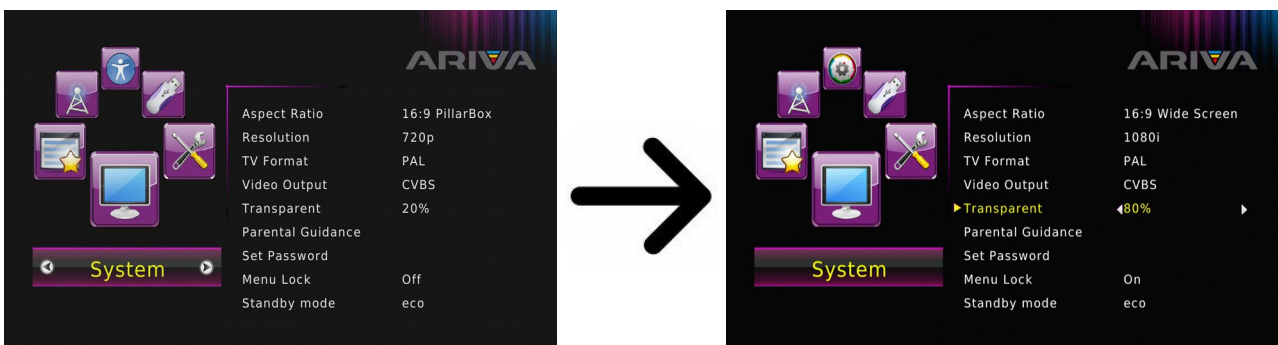 ARIVA
Aspect Ratio 16:9 PillarBox
Resolution 720p
TV Format PAL
Video Output CVBS
Transparent 20%
Parental Guidance
Set Password
Menu Lock Off
Standby mode eco
System
ARIVA
Aspect Ratio 16:9 Wide Screen
Resolution 1080i
TV Format PAL
Video Output CVBS
Transparent 80%
Parental Guidance
Set Password
Menu Lock On
Standby mode eco
System